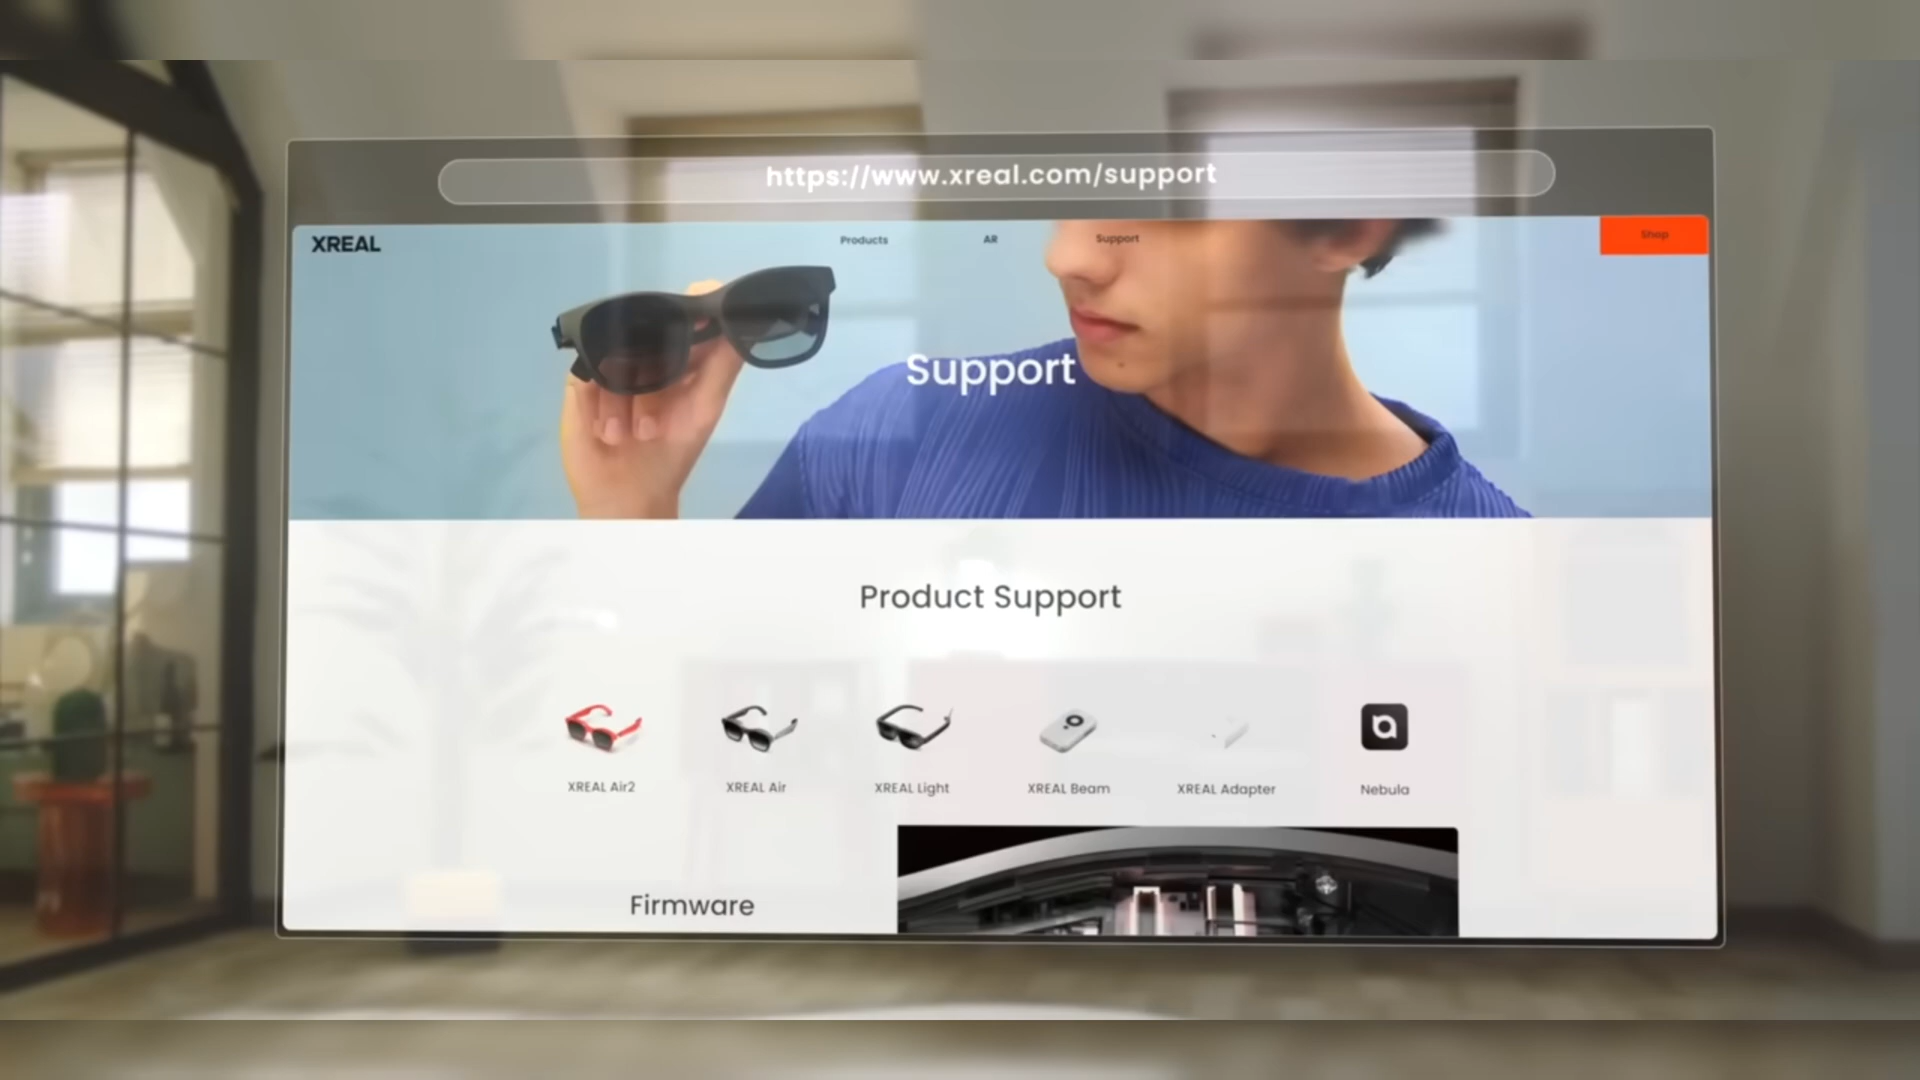 https://www.xreal.com/support
XREAL
Products
AR
Support
Shop
Support
Product Support
XREAL Air2
XREAL Air
XREAL Light
XREAL Beam
XREAL Adapter
Nebula
Firmware